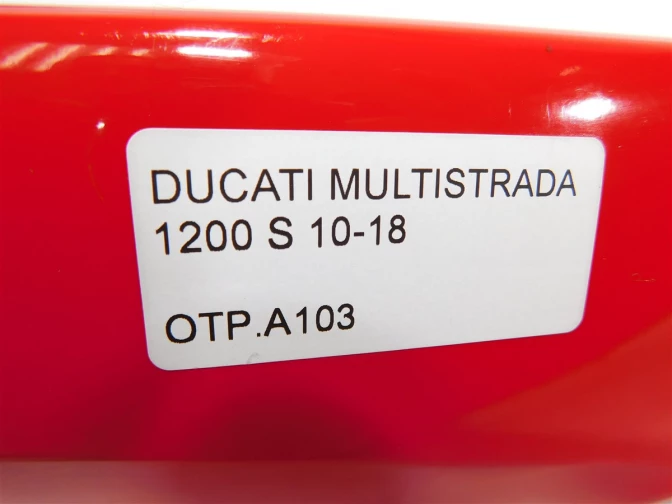 DUCATI MULTISTRADA
1200 S 10-18
OTP.A103